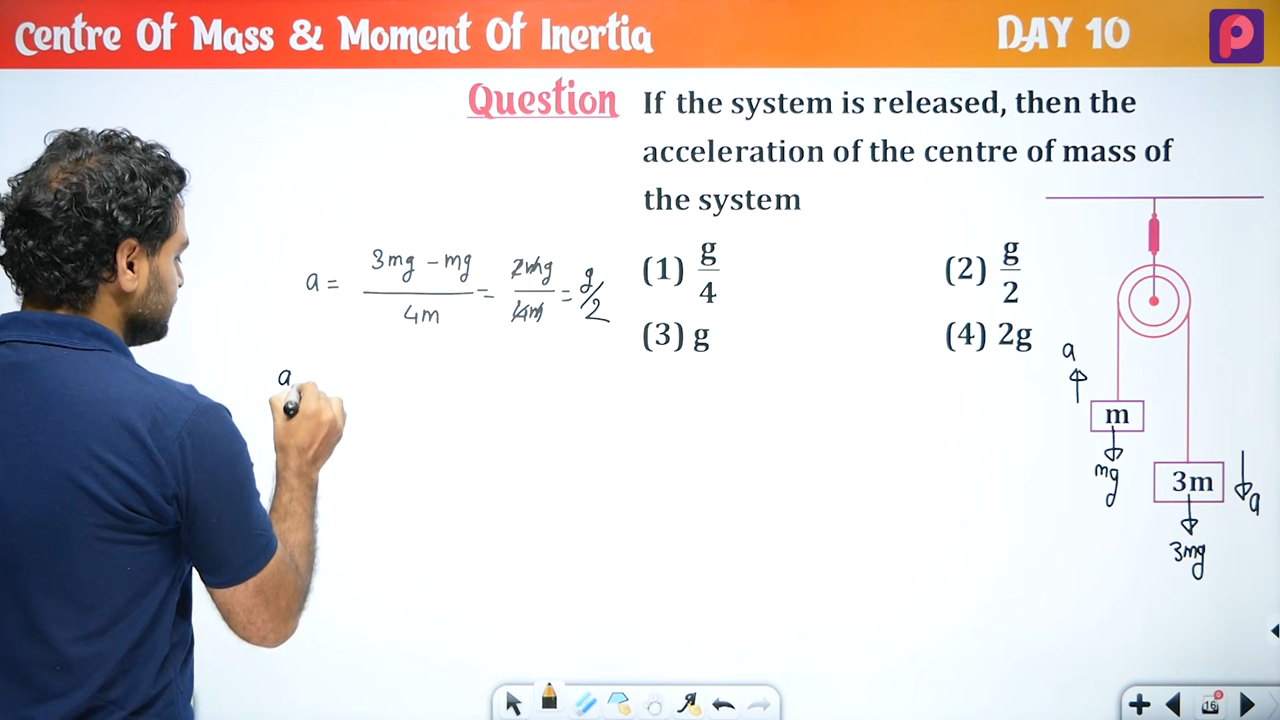 Centre Of Mass & Moment Of Inertia
DAY 10
Question If the system is released, then the
acceleration of the centre of mass of
the system
(1) g/4
(2) g/2
(3) g
(4) 2g
a = 3mg - mg / 4m = 2mg / 4m = g/2
a
a
m
mg
3m
a
3mg
16